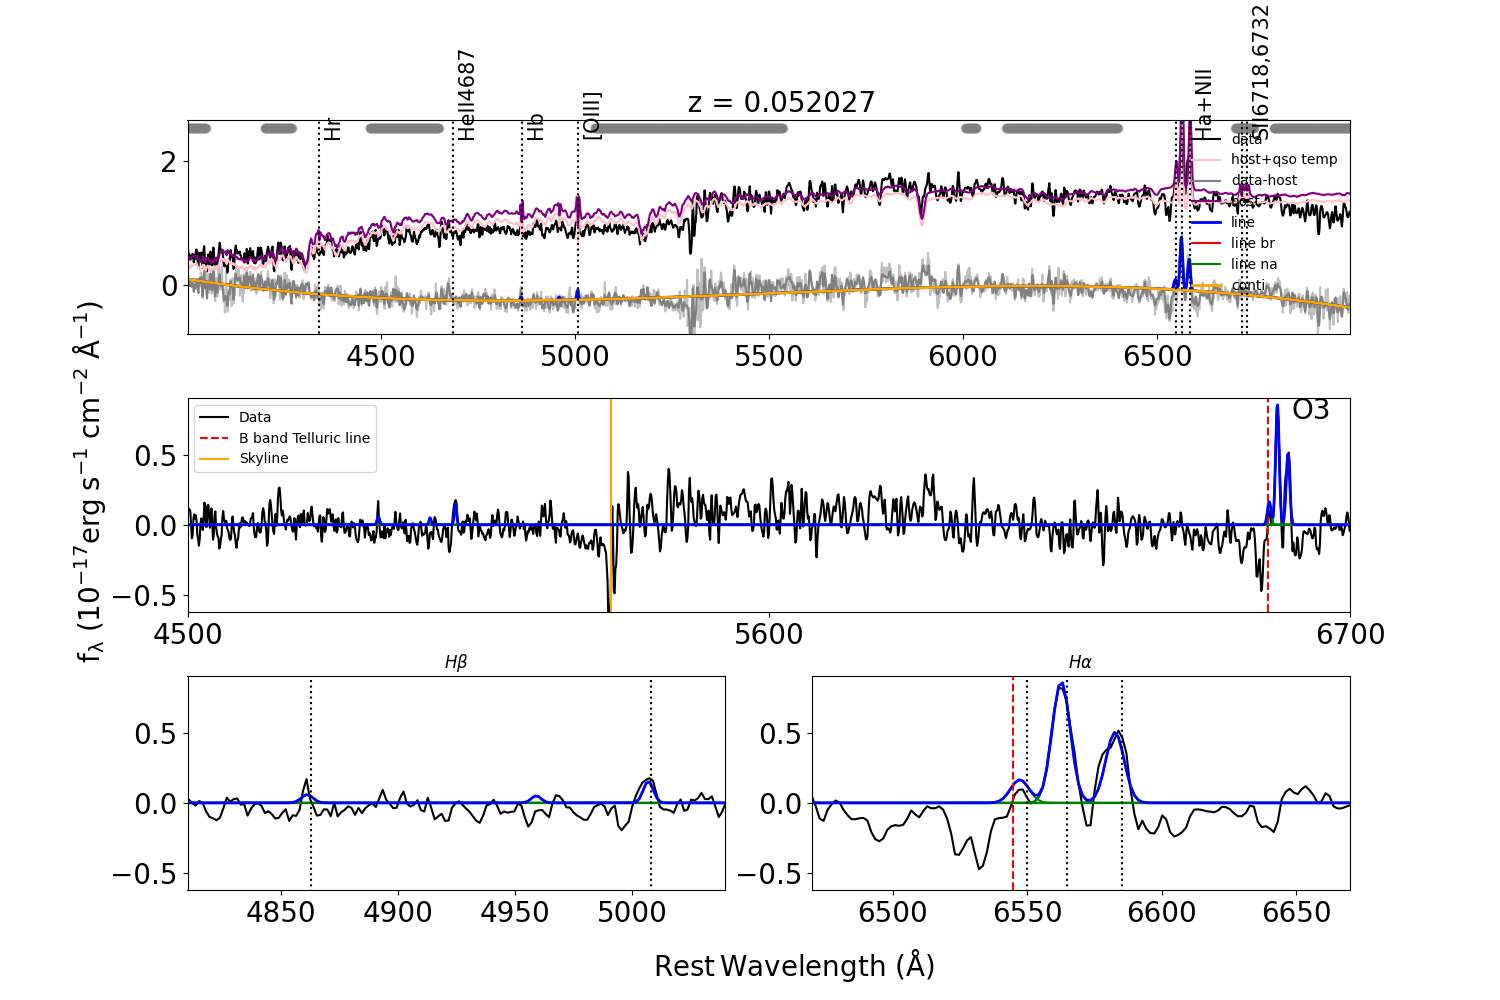 z = 0.052027
Hr
HeII4687
Hb
[OIII]
Ha+NII
SII6718,6732
data
host+qso temp
data-host
host
line
line br
line na
conti
2
0
4500 5000 5500 6000 6500
Data
B band Telluric line
Skyline
O3
0.5
0.0
−0.5
4500 5600 6700
fλ (10⁻¹⁷erg s⁻¹ cm⁻² Å⁻¹)
Hβ
0.5
0.0
−0.5
4850 4900 4950 5000
Hα
0.5
0.0
−0.5
6500 6550 6600 6650
Rest Wavelength (Å)